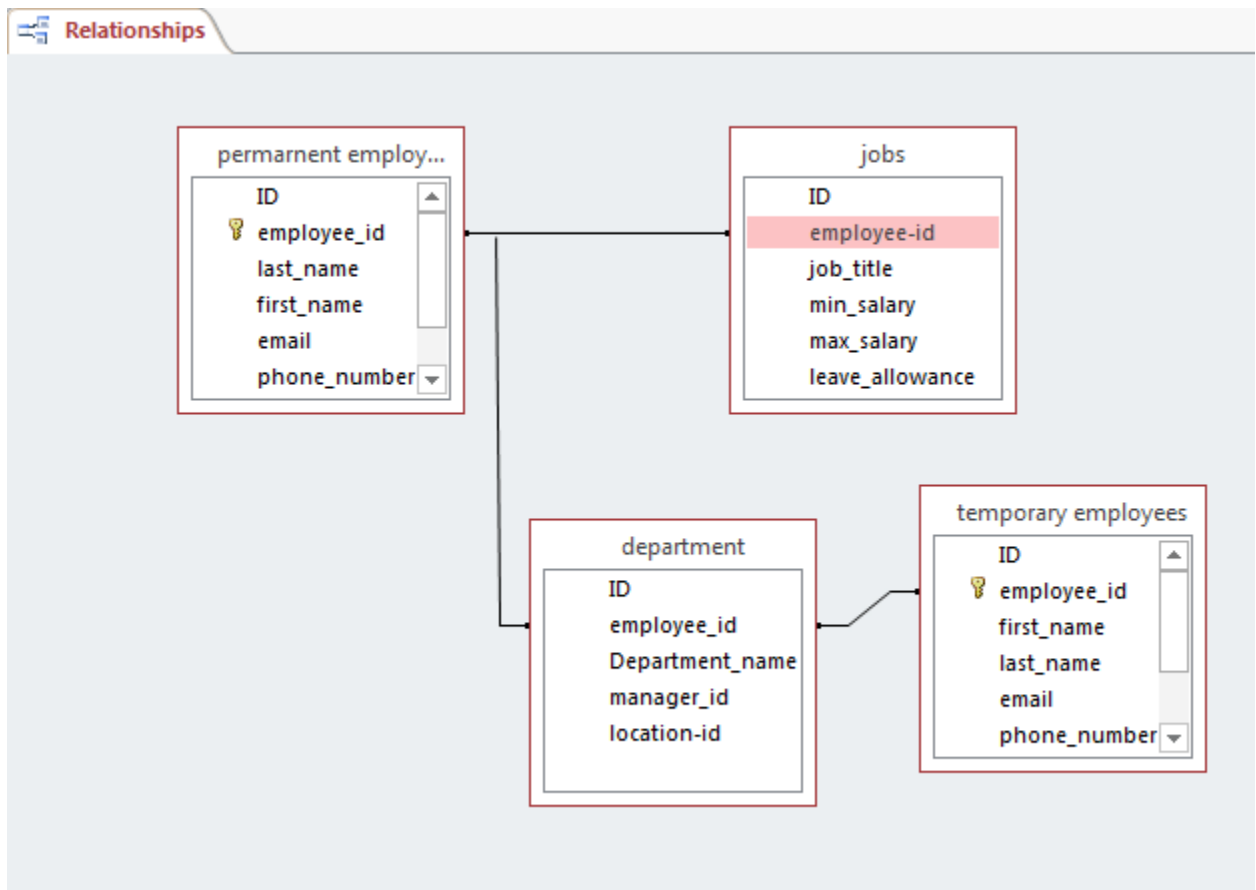 Relationships
permarnent employ...
ID
employee_id
last_name
first_name
email
phone_number
jobs
ID
employee-id
job_title
min_salary
max_salary
leave_allowance
department
ID
employee_id
Department_name
manager_id
location-id
temporary employees
ID
employee_id
first_name
last_name
email
phone_number